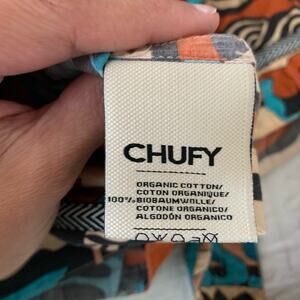 CHUFY
ORGANIC COTTON/
COTON ORGANIQUE/
100% BIOBAUMWOLLE/
COTONE ORGANICO/
ALGODÓN ORGANICO